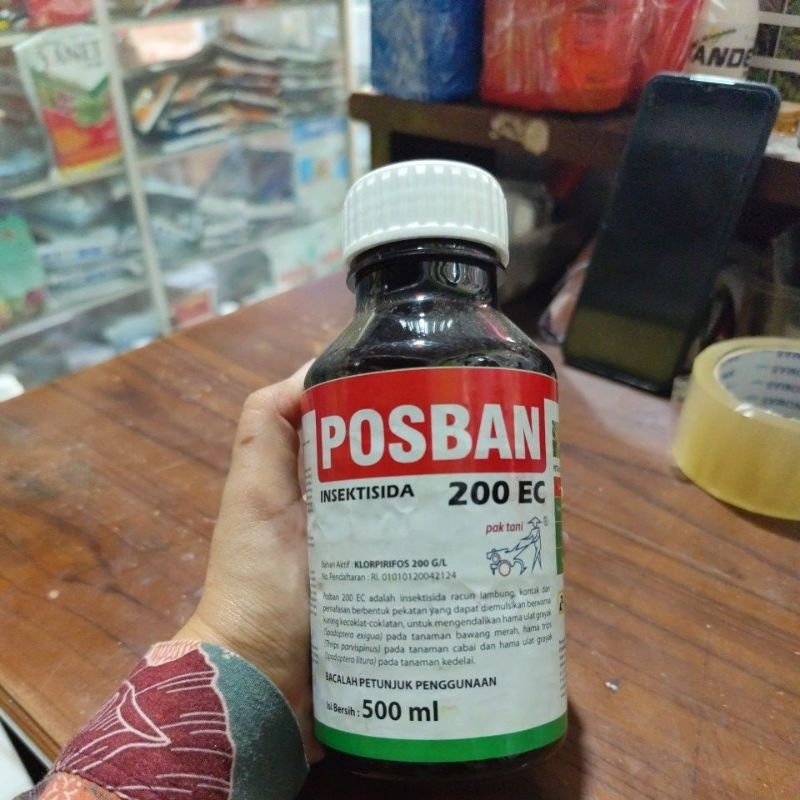 POSBAN
INSEKTISIDA 200 EC
pak tani
Bahan Aktif : KLORPIRIFOS 200 G/L
No. Pendaftaran : RI. 01010120042124
Posban 200 EC adalah insektisida racun lambung, kontak dan
pernafasan berbentuk pekatan yang dapat diemulsikan berwarna
kuning kecoklat-coklatan, untuk mengendalikan hama ulat grayak
(Spodoptera exigua) pada tanaman bawang merah, hama trips
(Thrips parvispinus) pada tanaman cabai dan hama ulat grayak
(Spodoptera litura) pada tanaman kedelai.
BACALAH PETUNJUK PENGGUNAAN
Isi Bersih : 500 ml